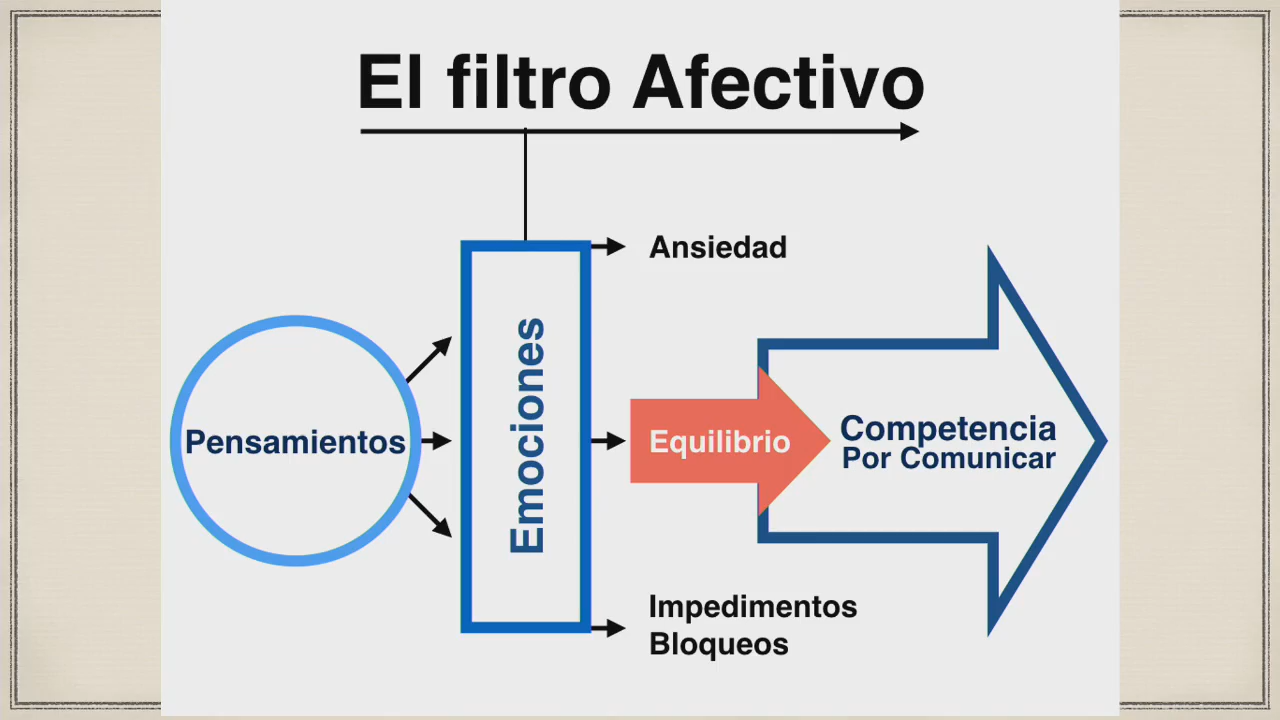 El filtro Afectivo
Ansiedad
Pensamientos
Emociones
Equilibrio
Competencia
Por Comunicar
Impedimentos
Bloqueos